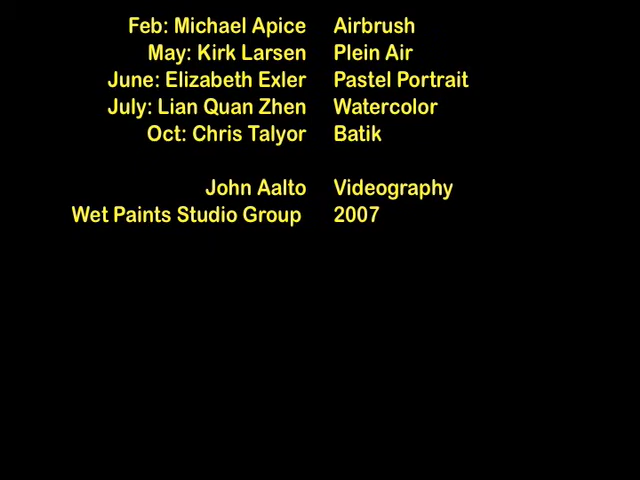 Feb: Michael Apice Airbrush
May: Kirk Larsen Plein Air
June: Elizabeth Exler Pastel Portrait
July: Lian Quan Zhen Watercolor
Oct: Chris Talyor Batik
John Aalto Videography
Wet Paints Studio Group 2007